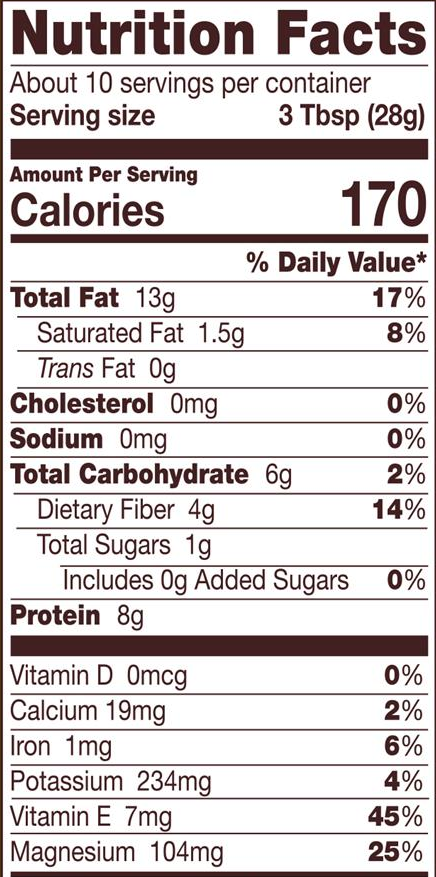 Nutrition Facts
About 10 servings per container
Serving size 3 Tbsp (28g)
Amount Per Serving
Calories 170
% Daily Value*
Total Fat 13g 17%
Saturated Fat 1.5g 8%
Trans Fat 0g
Cholesterol 0mg 0%
Sodium 0mg 0%
Total Carbohydrate 6g 2%
Dietary Fiber 4g 14%
Total Sugars 1g
Includes 0g Added Sugars 0%
Protein 8g
Vitamin D 0mcg 0%
Calcium 19mg 2%
Iron 1mg 6%
Potassium 234mg 4%
Vitamin E 7mg 45%
Magnesium 104mg 25%